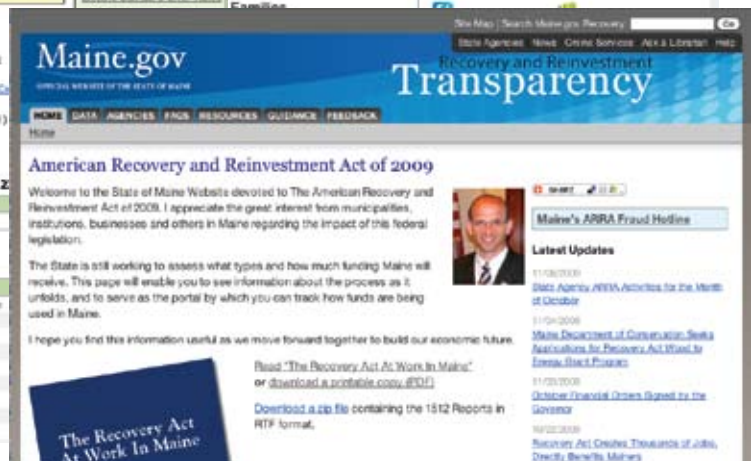 Families
Site Map | Search Maine.gov Recovery
Go
State Agencies News Online Services Ask a Librarian Help
Maine.gov
OFFICIAL WEBSITE OF THE STATE OF MAINE
Recovery and Reinvestment
Transparency
HOME DATA AGENCIES FAQS RESOURCES GUIDANCE FEEDBACK
Home
American Recovery and Reinvestment Act of 2009
Welcome to the State of Maine Website devoted to The American Recovery and
Reinvestment Act of 2009. I appreciate the great interest from municipalities,
institutions, businesses and others in Maine regarding the impact of this federal
legislation.
The State is still working to assess what types and how much funding Maine will
receive. This page will enable you to see information about the process as it
unfolds, and to serve as the portal by which you can track how funds are being
used in Maine.
I hope you find this information useful as we move forward together to build our economic future.
Read "The Recovery Act At Work In Maine"
or download a printable copy (PDF)
Download a zip file containing the 1512 Reports in
RTF format.
The Recovery Act
At Work In Maine
SHARE
Maine's ARRA Fraud Hotline
Latest Updates
State Agency ARRA Activities for the Month
of October
Maine Department of Conservation Seeks
Applications for Recovery Act Wood to
Energy Grant Program
October Financial Orders Signed by the
Governor
Recovery Act Creates Thousands of Jobs,
Directly Benefits Mainers